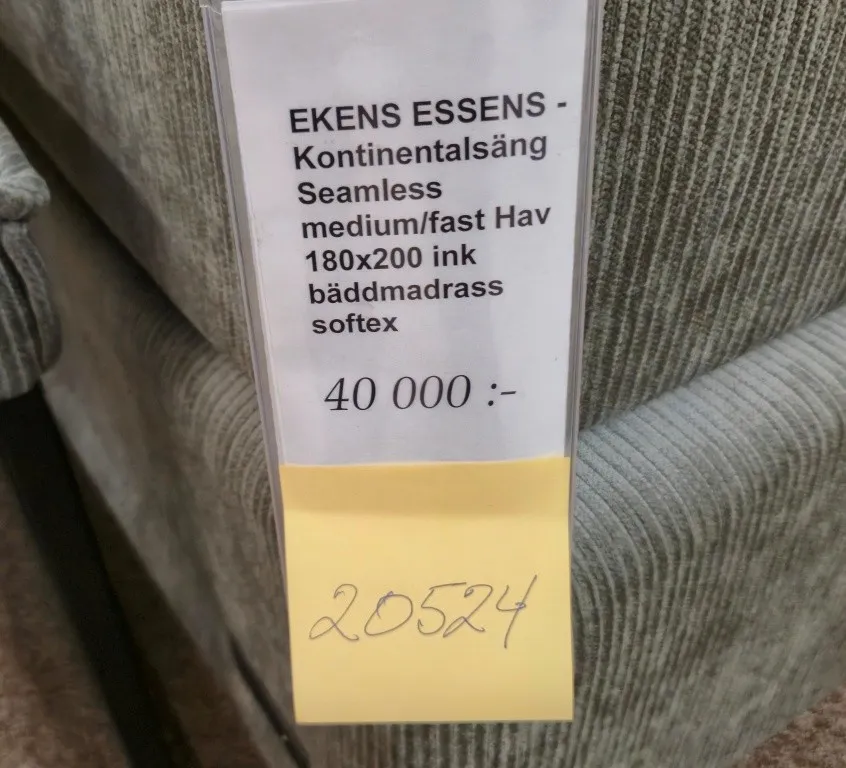 EKENS ESSENS -
Kontinentalsäng
Seamless
medium/fast Hav
180x200 ink
bäddmadrass
softex
40 000 :-
20524